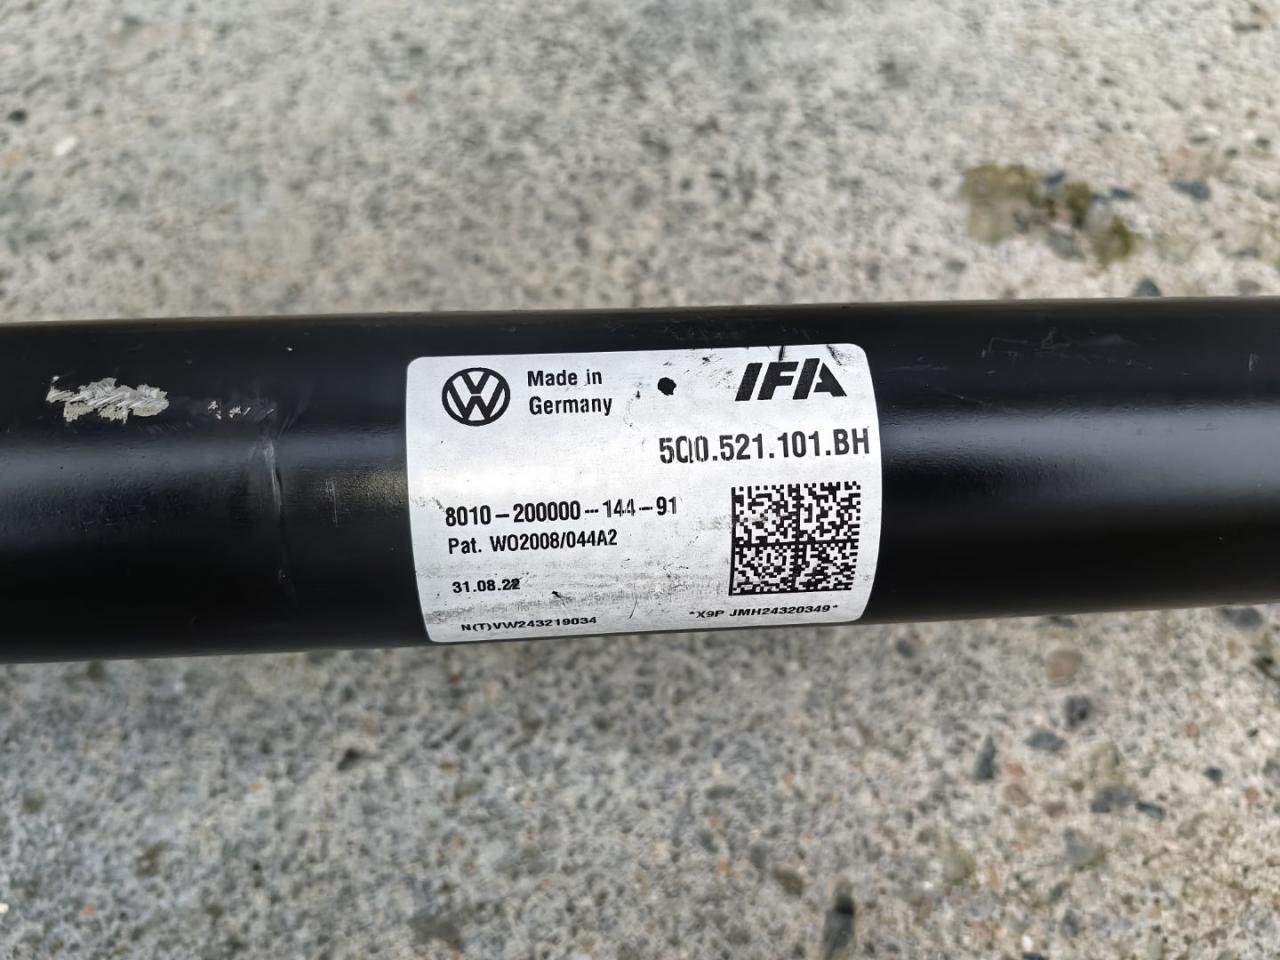 Made in
Germany
IFA
5Q0.521.101.BH
8010-200000-144-91
Pat. WO2008/044A2
31.08.22
N(T)VW243219034
*X9P JMH24320349*